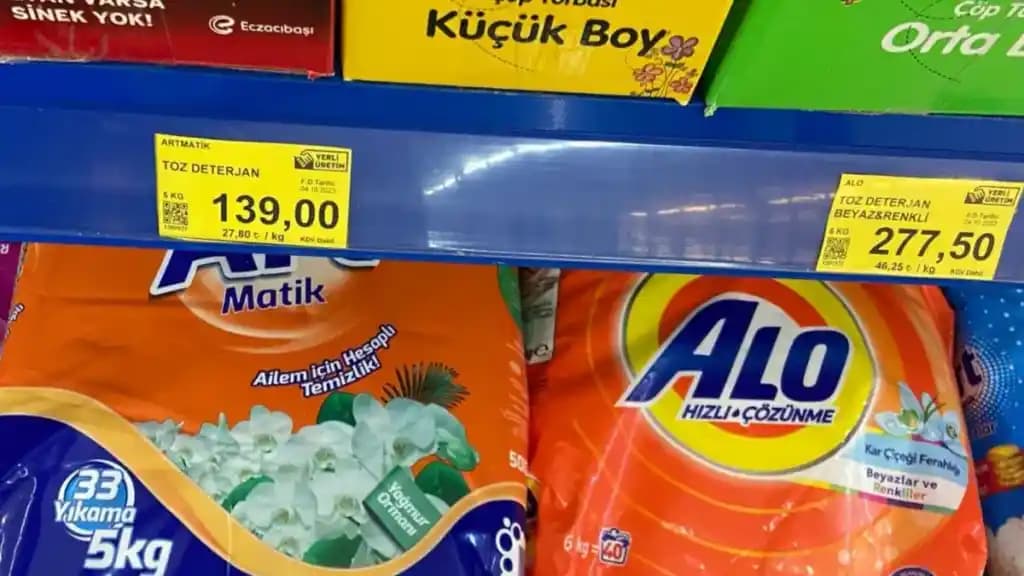 SİNEK YOK!
Eczacıbaşı
Küçük Boy
Çöp
Orta
ARTMATİK
TOZ DETERJAN
YERLİ
ÜRETİM
F.D.Tarihi
5 KG
139,00
27,80 ₺ / kg
KDV Dahil
ALO
TOZ DETERJAN
BEYAZ&RENKLİ
YERLİ
ÜRETİM
6 KG
277,50
46,25 ₺ / kg
KDV Dahil
Matik
Ailem için Hesaplı
Temizlik!
33
Yıkama
5kg
Yağmur
Ormanı
ALO
HIZLI ÇÖZÜNME
Kar Çiçeği Ferahlığı
Beyazlar ve
Renkliler
6 kg = 40